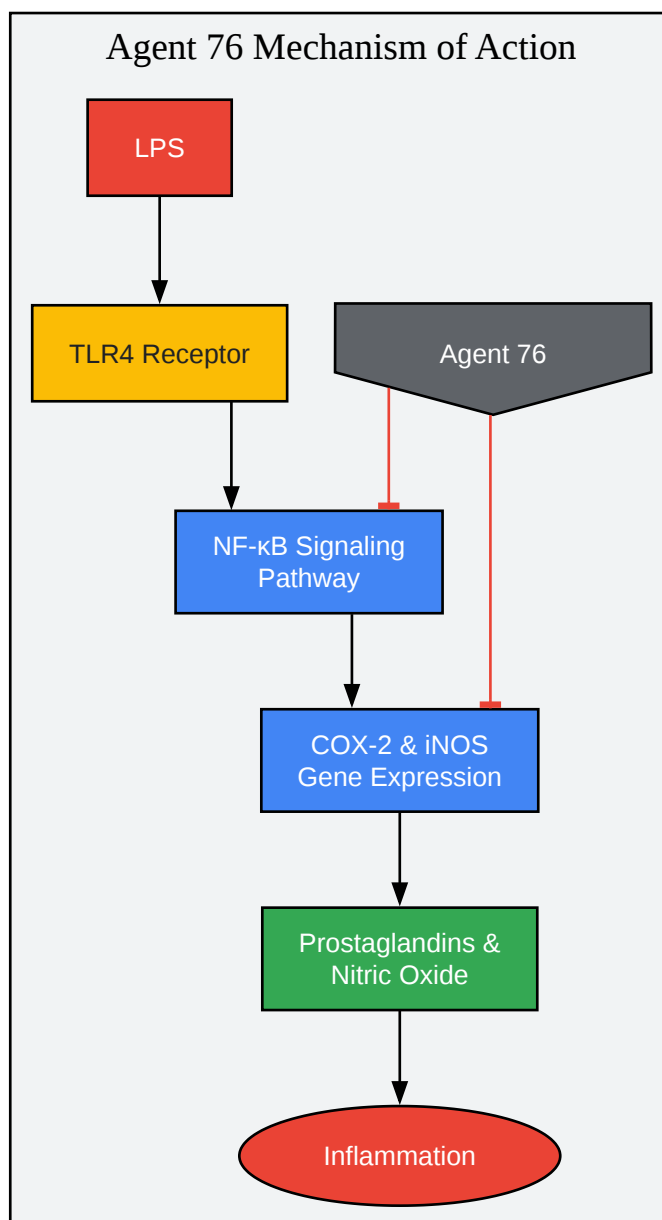 Agent 76 Mechanism of Action
LPS
TLR4 Receptor
Agent 76
NF-κB Signaling
Pathway
COX-2 & iNOS
Gene Expression
Prostaglandins &
Nitric Oxide
Inflammation